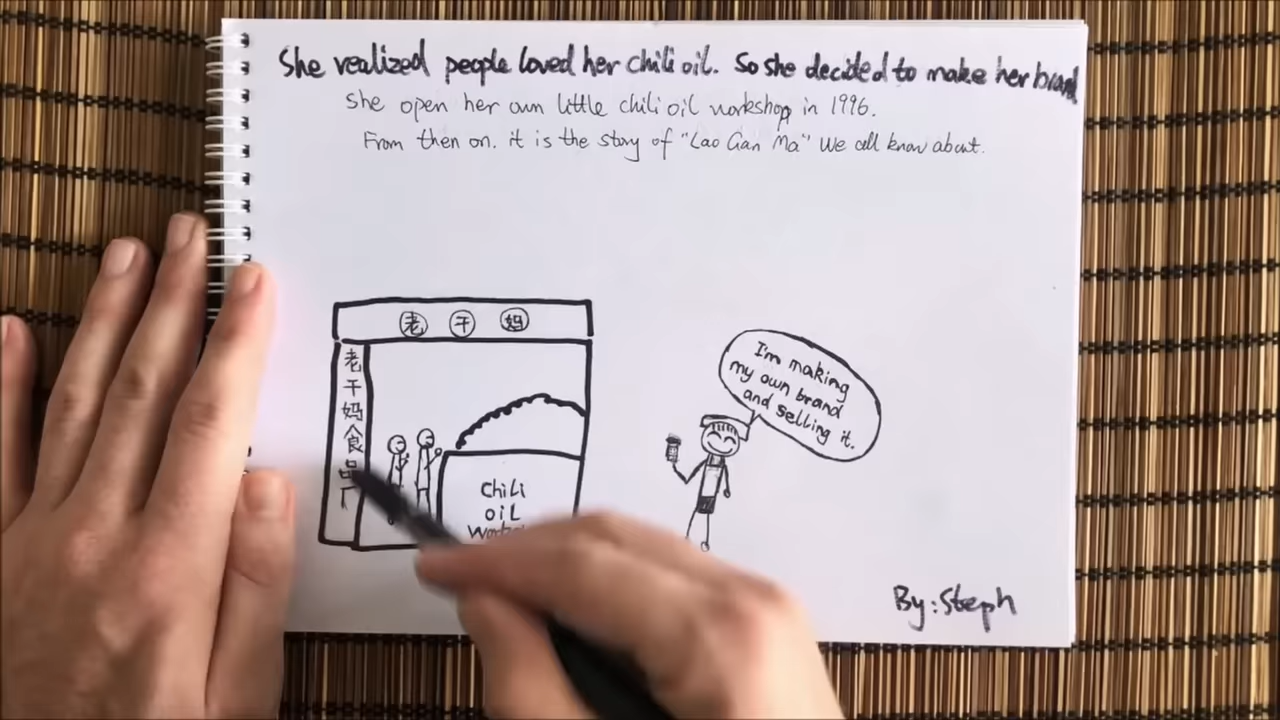 She realized people loved her chili oil. So she decided to make her brand
She open her own little chili oil workshop in 1996.
From then on. it is the story of "Lao Gan Ma" We all know about.
老干妈
老干妈食品厂
I'm making
my own brand
and selling it.
Chili
oil
By: Steph